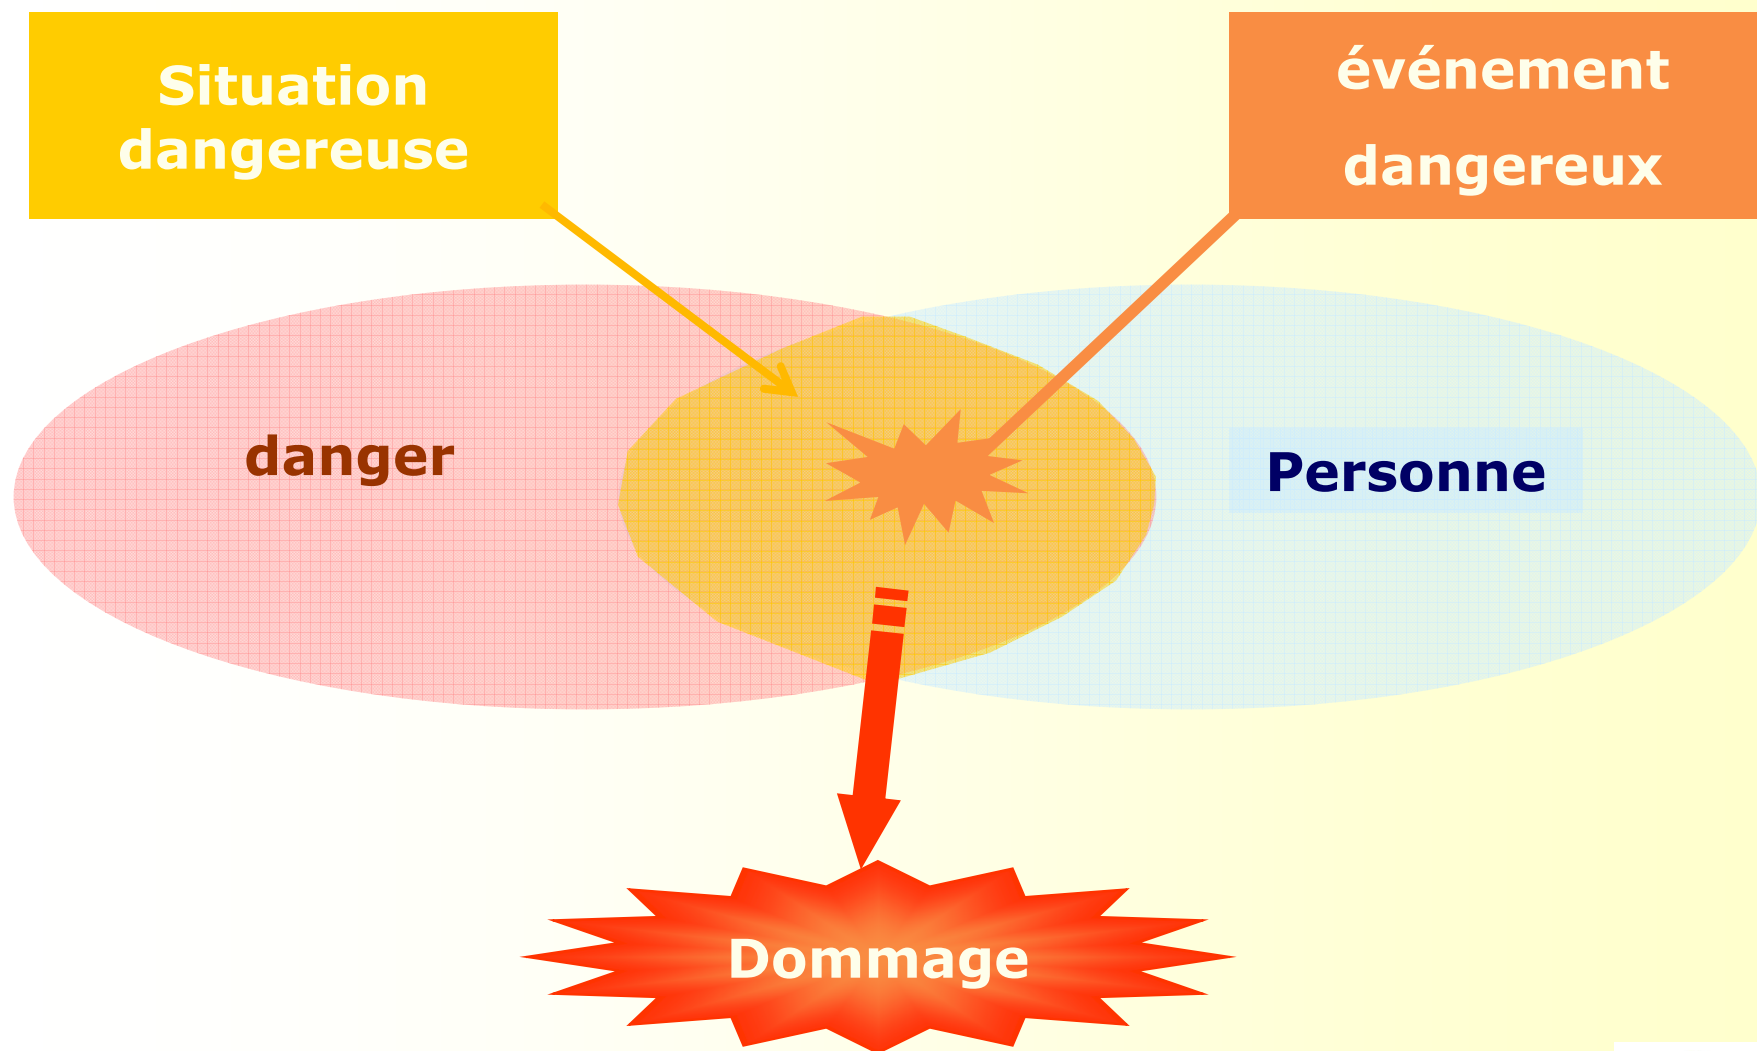 Situation
dangereuse
événement
dangereux
danger
Personne
Dommage